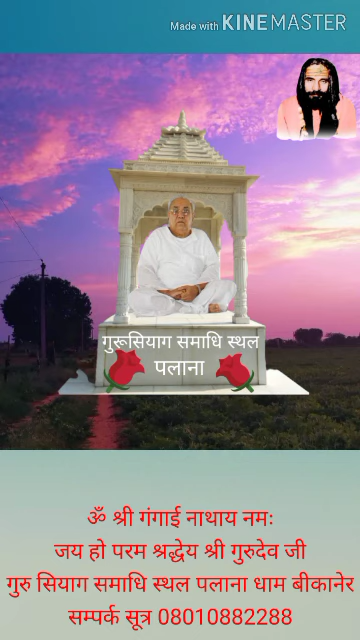 Made with KINEMASTER
गुरूसियाग समाधि स्थल
पलाना
ॐ श्री गंगाई नाथाय नमः
जय हो परम श्रद्धेय श्री गुरुदेव जी
गुरु सियाग समाधि स्थल पलाना धाम बीकानेर
सम्पर्क सूत्र 08010882288